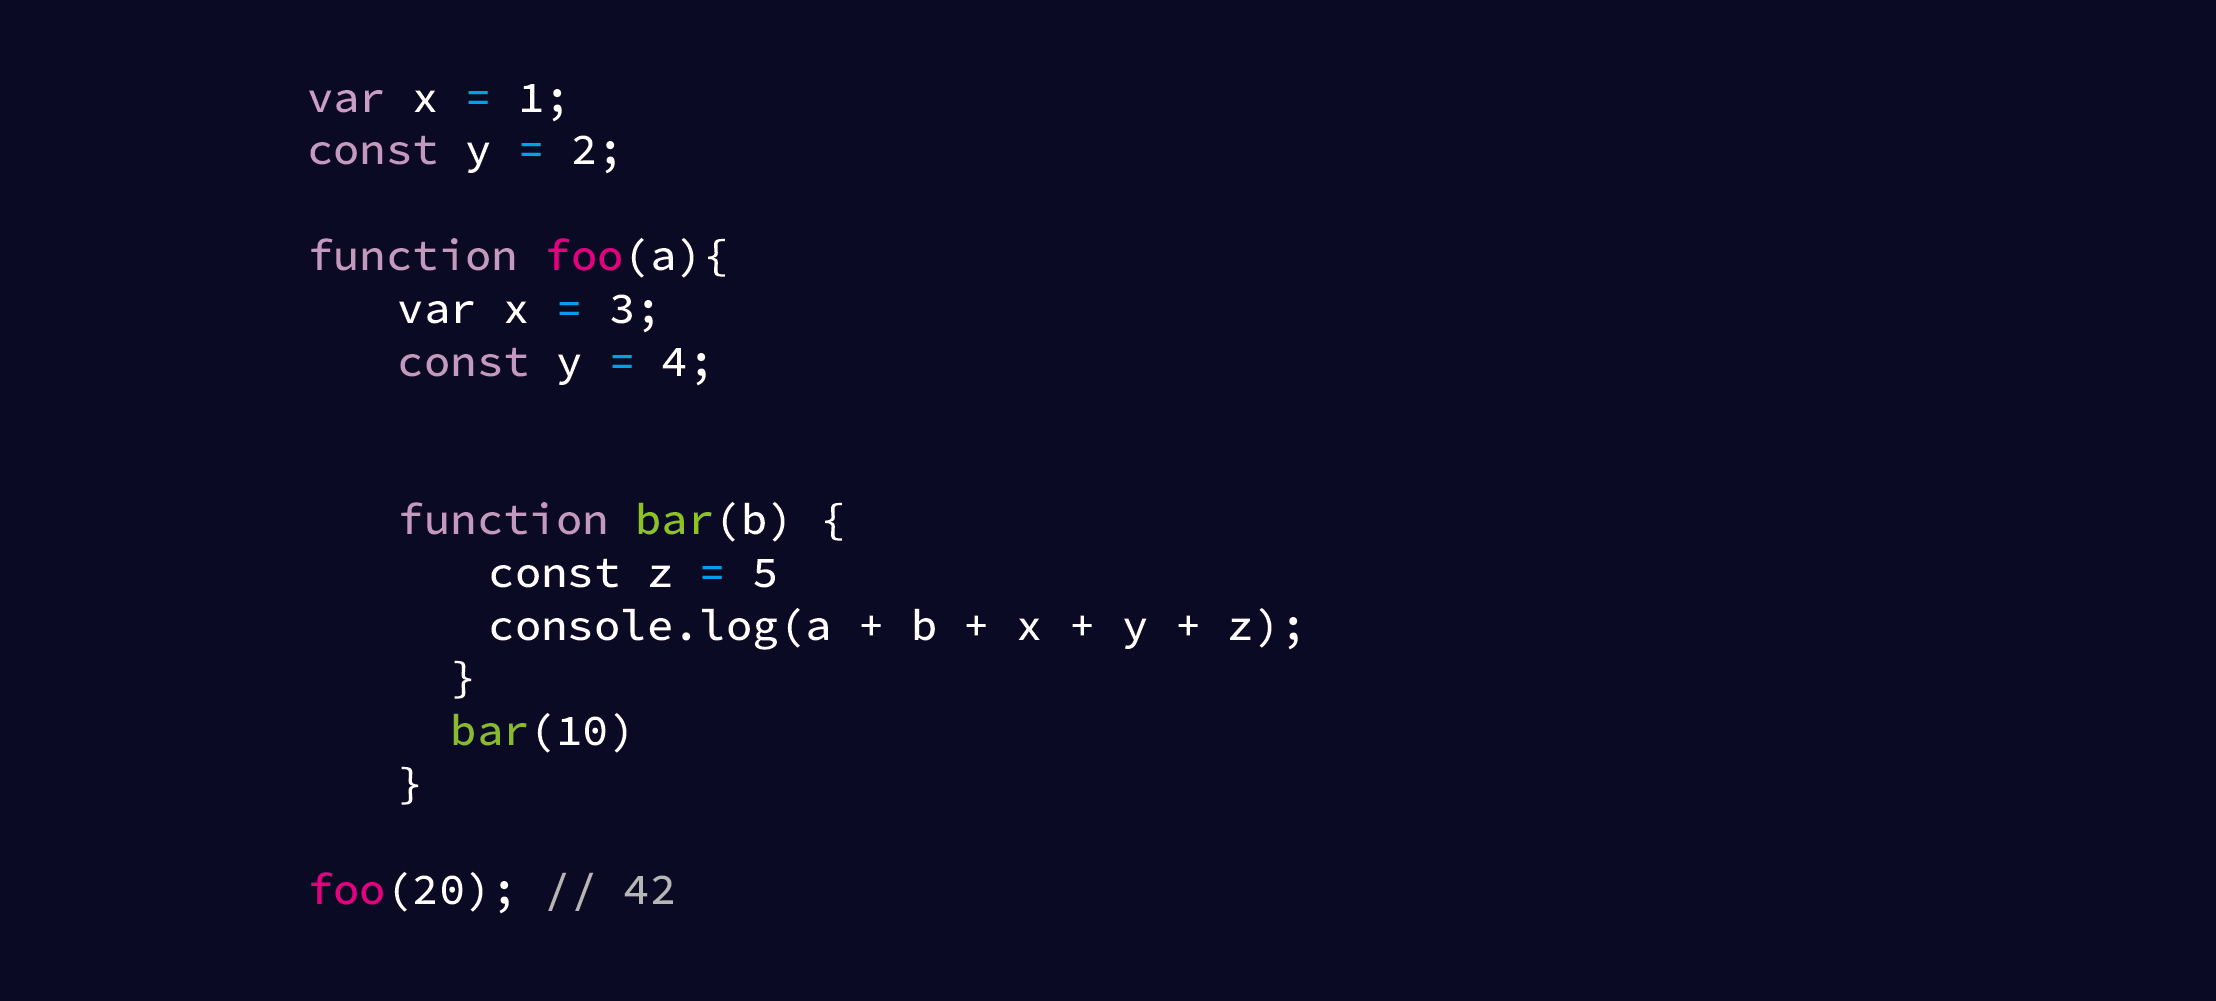 var x = 1;
const y = 2;
function foo(a){
var x = 3;
const y = 4;
function bar(b) {
const z = 5
console.log(a + b + x + y + z);
}
bar(10)
}
foo(20); // 42